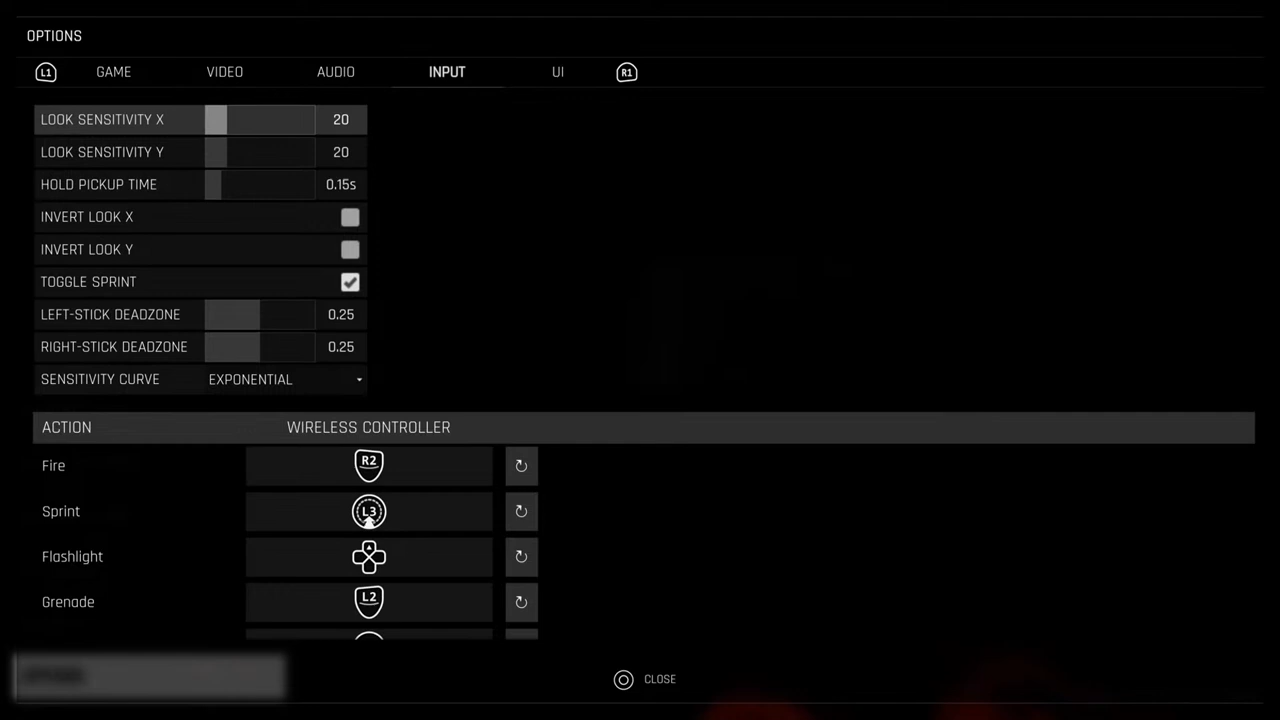 OPTIONS
L1 GAME VIDEO AUDIO INPUT UI R1
LOOK SENSITIVITY X 20
LOOK SENSITIVITY Y 20
HOLD PICKUP TIME 0.15s
INVERT LOOK X
INVERT LOOK Y
TOGGLE SPRINT
LEFT-STICK DEADZONE 0.25
RIGHT-STICK DEADZONE 0.25
SENSITIVITY CURVE EXPONENTIAL
ACTION WIRELESS CONTROLLER
Fire R2
Sprint L3
Flashlight
Grenade L2
CLOSE